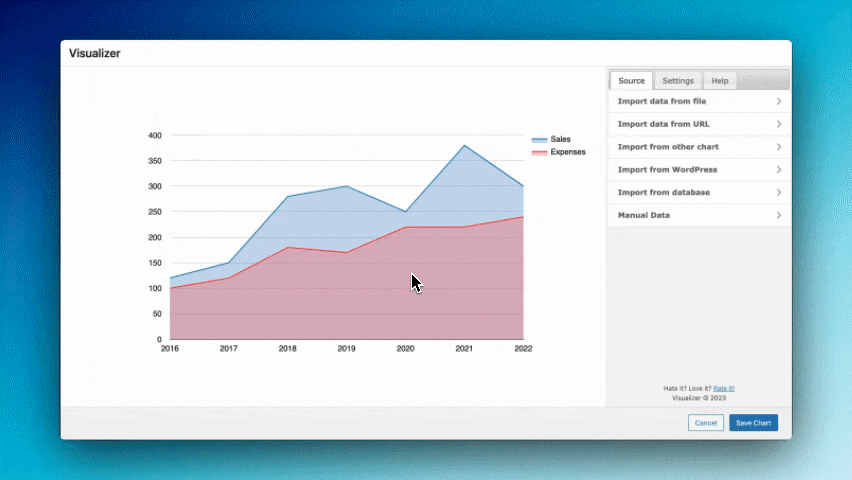 Visualizer
Source Settings Help
Import data from file
Import data from URL
Import from other chart
Import from WordPress
Import from database
Manual Data
400
350
300
250
200
150
100
50
0
2016 2017 2018 2019 2020 2021 2022
Sales
Expenses
Hate it? Love it? Rate it!
Visualizer © 2023
Cancel Save Chart